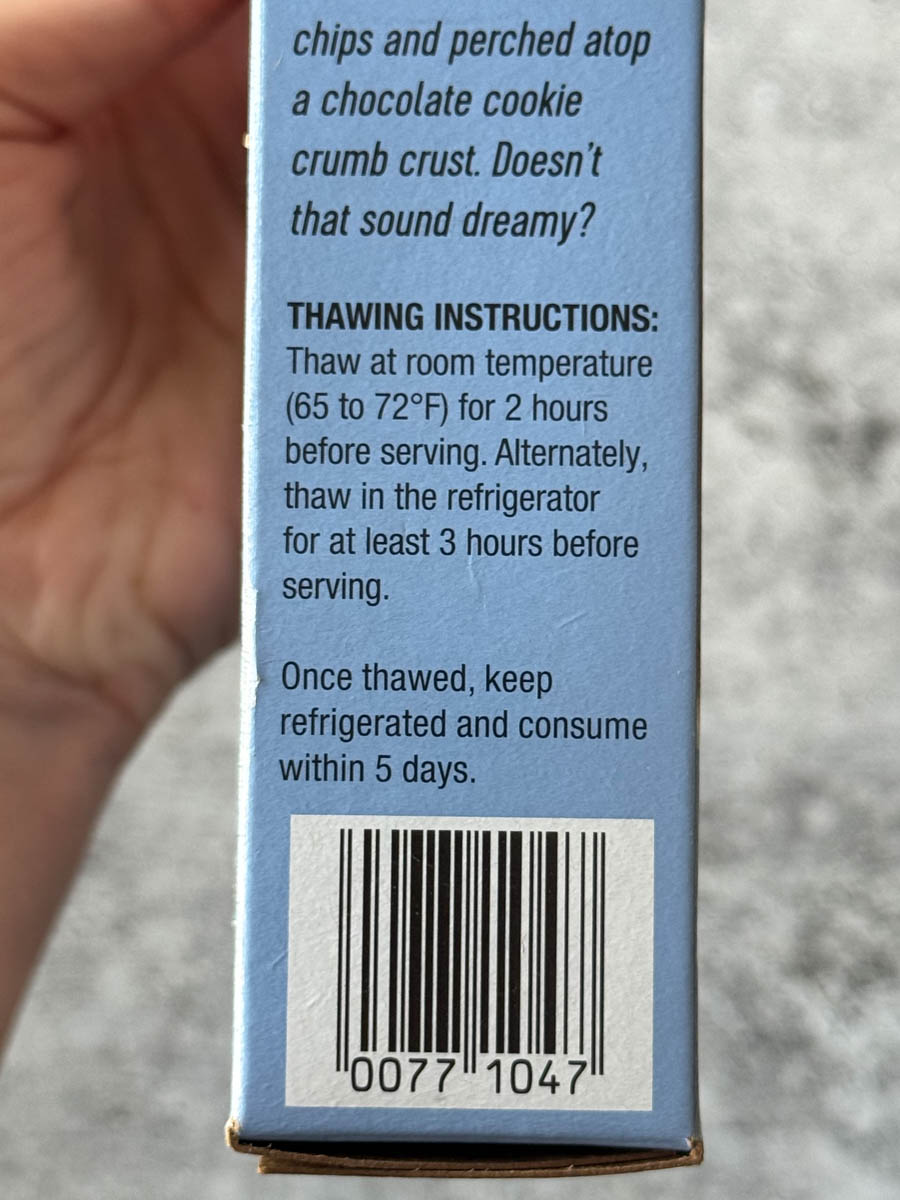 chips and perched atop
a chocolate cookie
crumb crust. Doesn't
that sound dreamy?
THAWING INSTRUCTIONS:
Thaw at room temperature
(65 to 72°F) for 2 hours
before serving. Alternately,
thaw in the refrigerator
for at least 3 hours before
serving.
Once thawed, keep
refrigerated and consume
within 5 days.
0077 1047